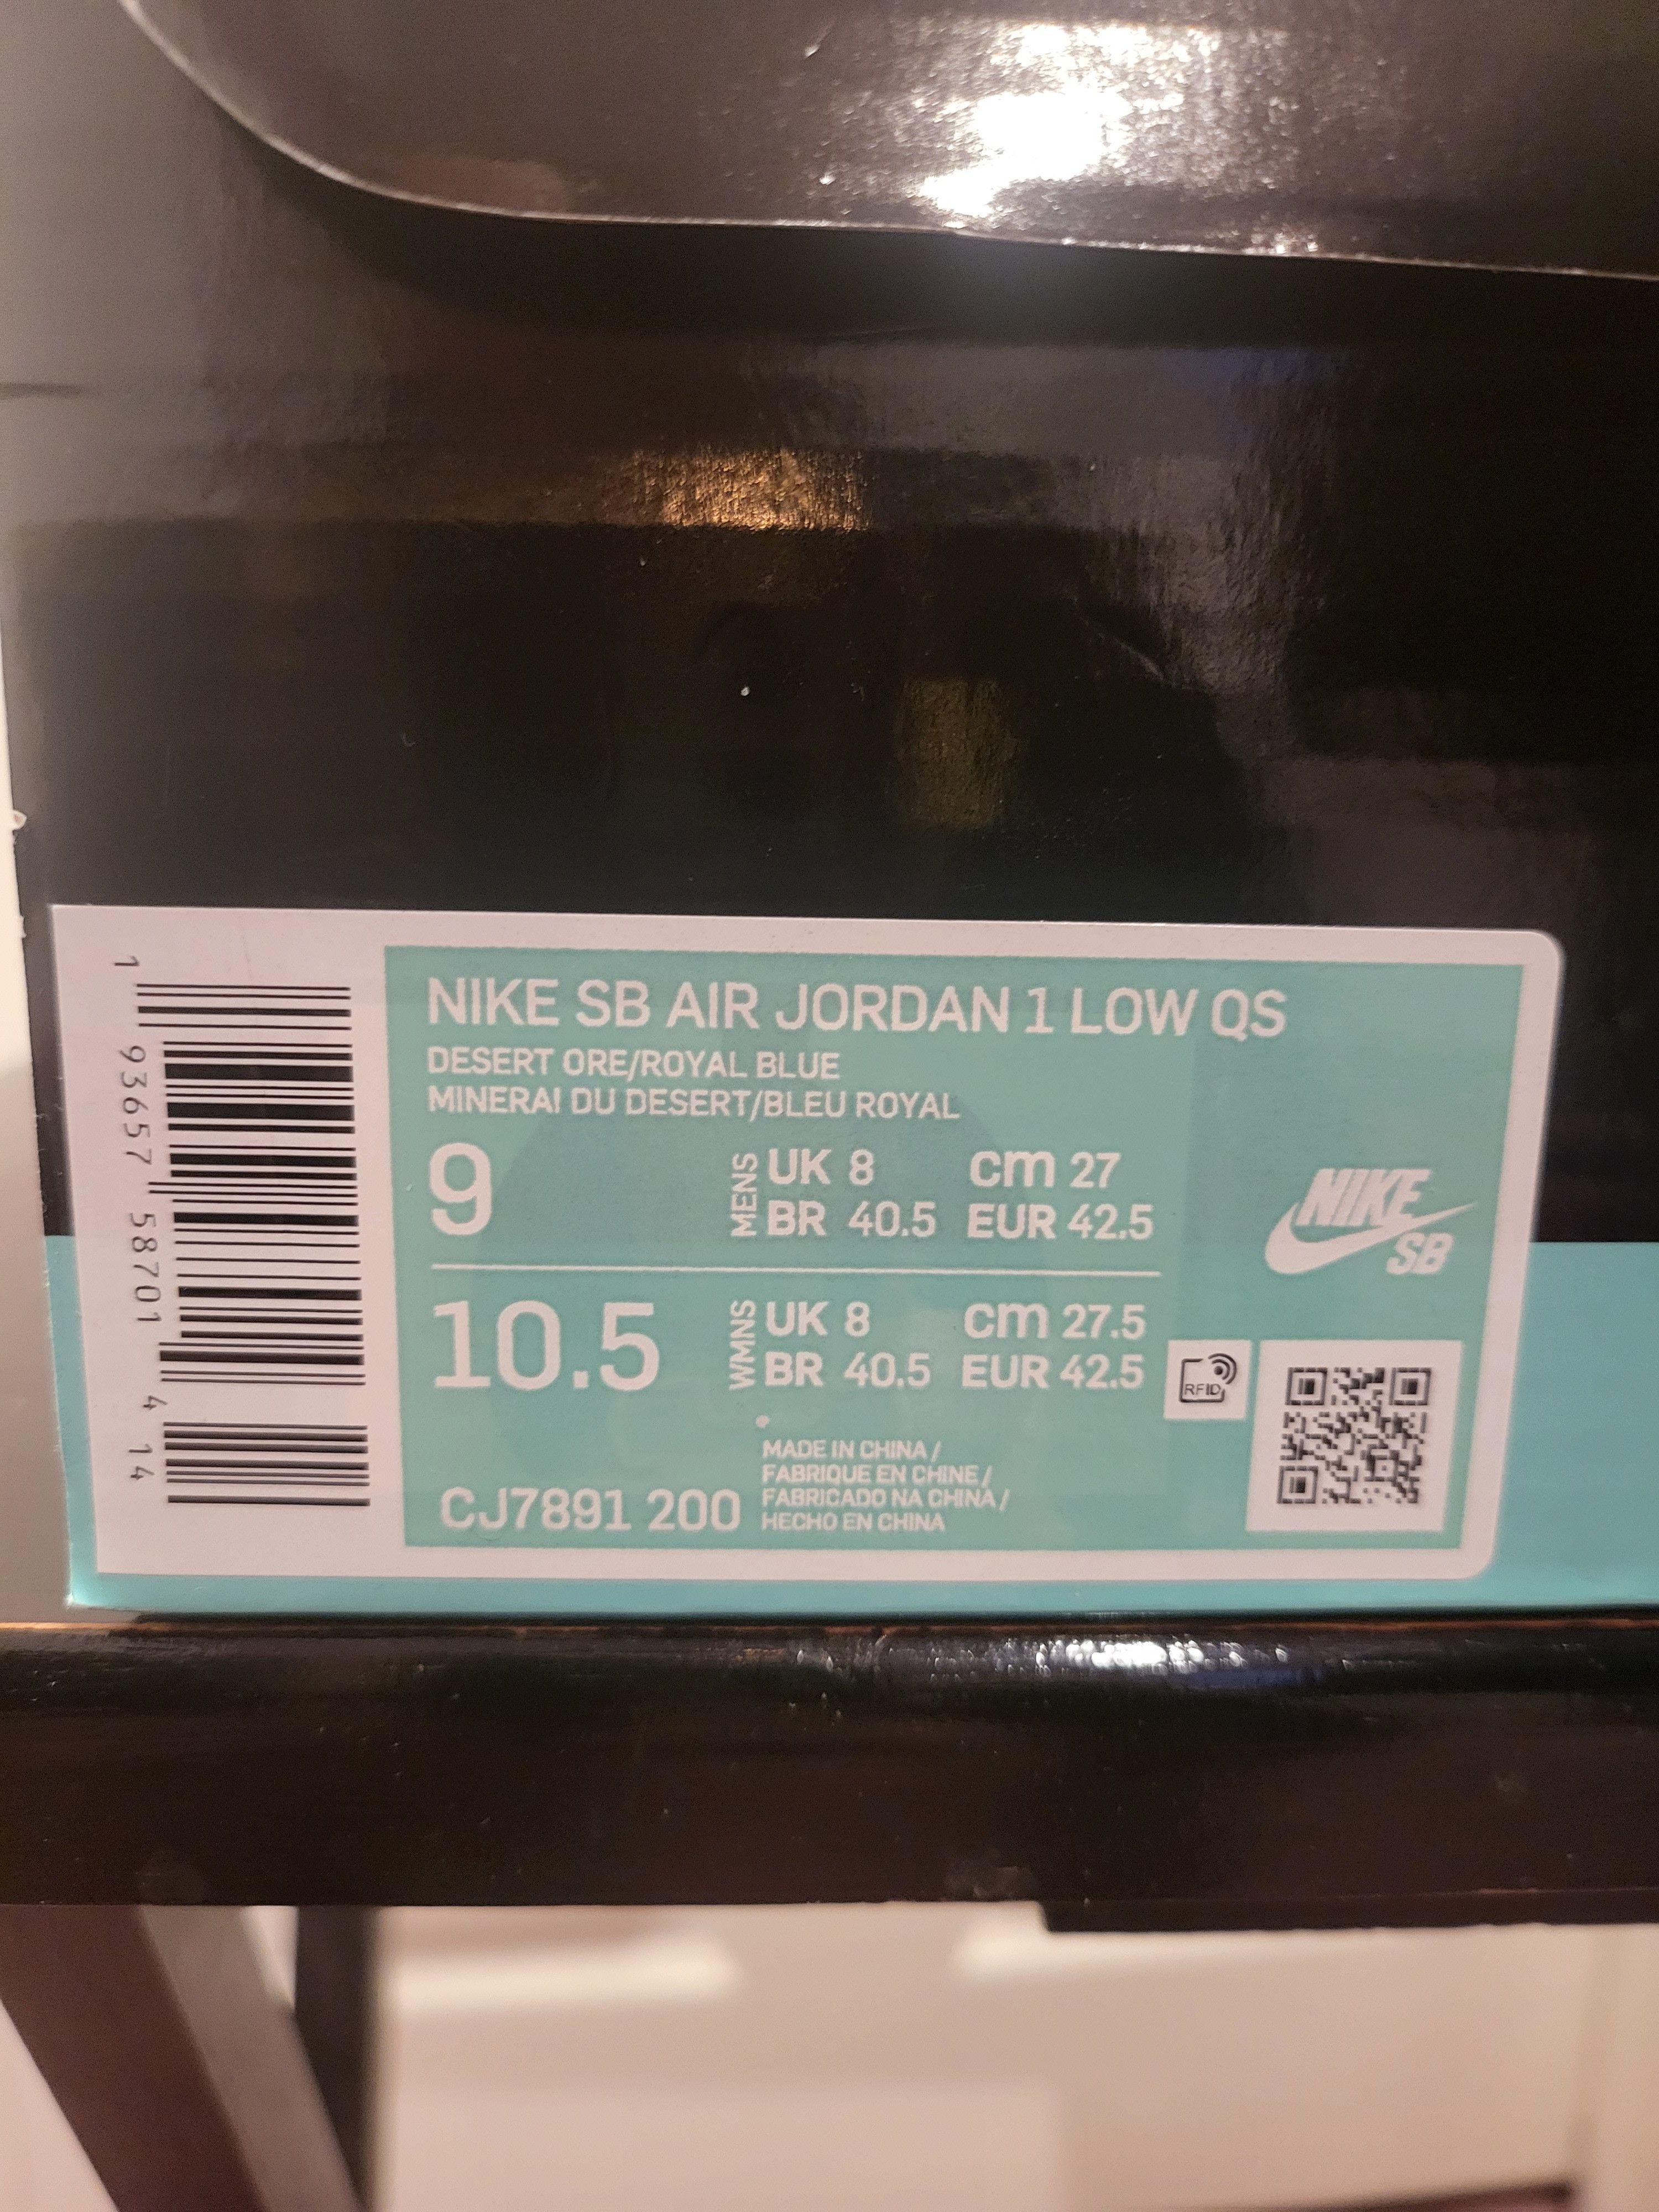 NIKE SB AIR JORDAN 1 LOW QS
DESERT ORE/ROYAL BLUE
MINERAI DU DESERT/BLEU ROYAL
9
MENS
UK 8 cm 27
BR 40.5 EUR 42.5
10.5
WMNS
UK 8 cm 27.5
BR 40.5 EUR 42.5
CJ7891 200
MADE IN CHINA /
FABRIQUE EN CHINE /
FABRICADO NA CHINA /
HECHO EN CHINA
NIKE
SB
RFID
1 93657 58701 4 14